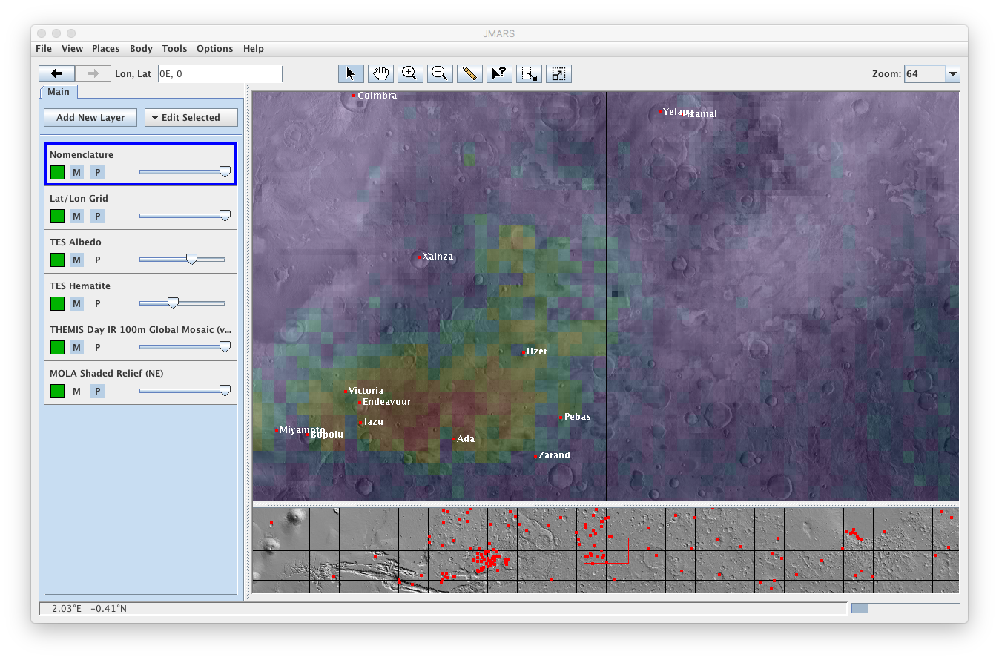 JMARS
File View Places Body Tools Options Help
Lon, Lat 0E, 0 Zoom: 64
Main
Add New Layer Edit Selected
Nomenclature
M P
Lat/Lon Grid
M P
TES Albedo
M P
TES Hematite
M P
THEMIS Day IR 100m Global Mosaic (v...
M P
MOLA Shaded Relief (NE)
M P
Coimbra
Yelapa Izamal
Xainza
Uzer
Victoria
Endeavour
Pebas
Iazu
Miyamoto Bopolu
Ada
Zarand
2.03°E -0.41°N